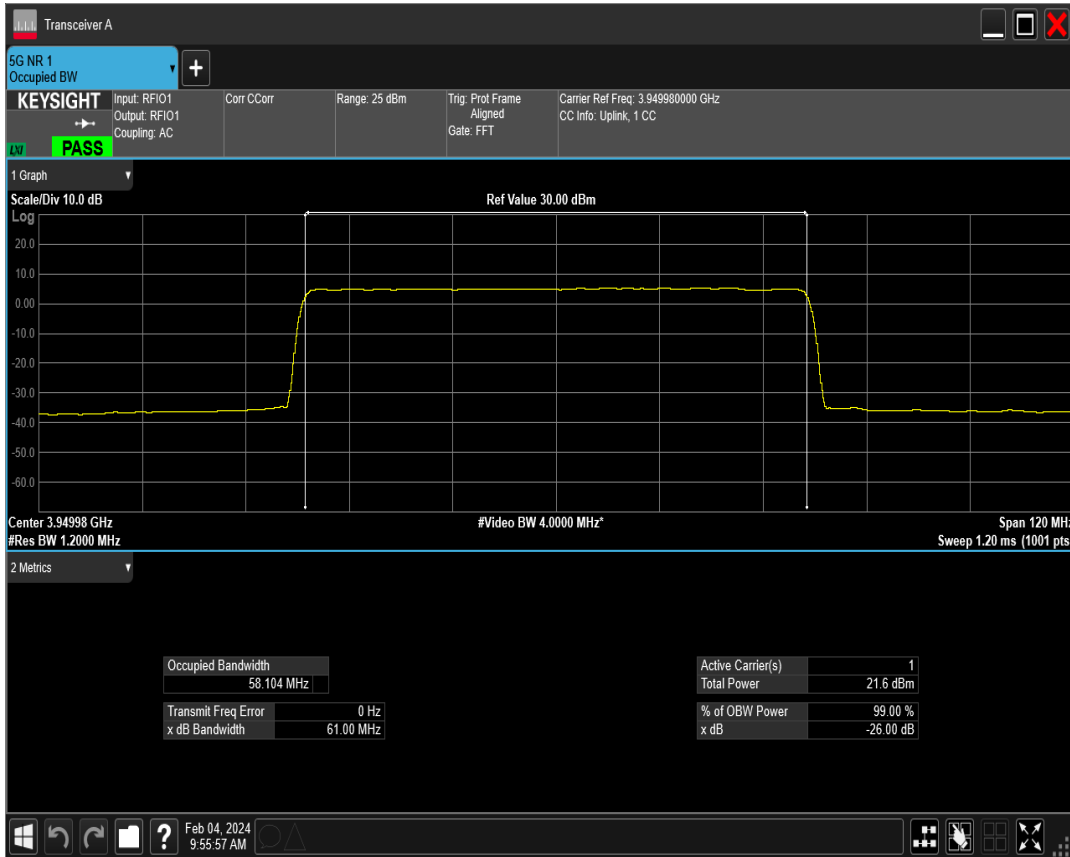 Transceiver A
5G NR 1
Occupied BW
KEYSIGHT
LXI
PASS
Input: RFIO1
Output: RFIO1
Coupling: AC
Corr CCorr
Range: 25 dBm
Trig: Prot Frame
Aligned
Gate: FFT
Carrier Ref Freq: 3.949980000 GHz
CC Info: Uplink, 1 CC
1 Graph
Scale/Div 10.0 dB
Ref Value 30.00 dBm
Log
20.0
10.0
0.00
-10.0
-20.0
-30.0
-40.0
-50.0
-60.0
Center 3.94998 GHz
#Video BW 4.0000 MHz*
Span 120 MHz
#Res BW 1.2000 MHz
Sweep 1.20 ms (1001 pts
2 Metrics
Occupied Bandwidth
58.104 MHz
Transmit Freq Error 0 Hz
x dB Bandwidth 61.00 MHz
Active Carrier(s) 1
Total Power 21.6 dBm
% of OBW Power 99.00 %
x dB -26.00 dB
Feb 04, 2024
9:55:57 AM